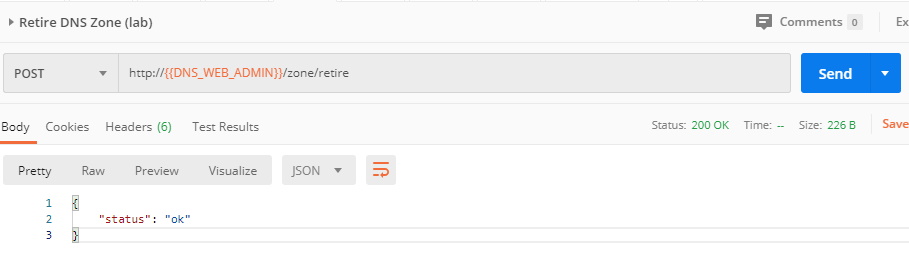 Retire DNS Zone (lab) Comments 0 Ex
POST http://{{DNS_WEB_ADMIN}}/zone/retire Send
Body Cookies Headers (6) Test Results Status: 200 OK Time: -- Size: 226 B Save
Pretty Raw Preview Visualize JSON
1 {
2 "status": "ok"
3 }